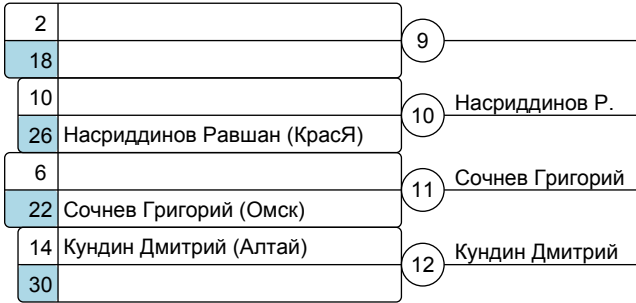 2
18
9
10
26 Насриддинов Равшан (КрасЯ)
10 Насриддинов Р.
6
22 Сочнев Григорий (Омск)
11 Сочнев Григорий
14 Кундин Дмитрий (Алтай)
30
12 Кундин Дмитрий